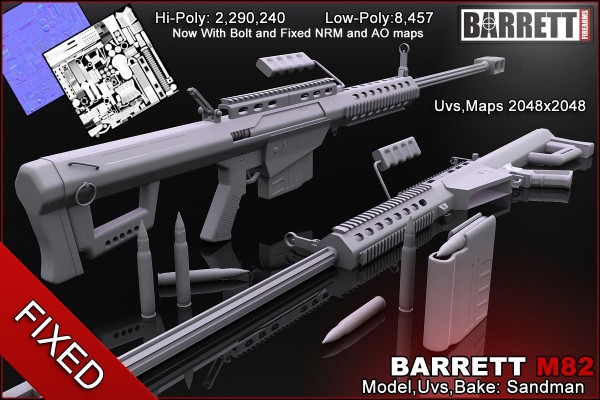 Hi-Poly: 2,290,240 Low-Poly:8,457
Now With Bolt and Fixed NRM and AO maps
BARRETT
FIREARMS
Uvs,Maps 2048x2048
FIXED
BARRETT M82
Model,Uvs,Bake: Sandman